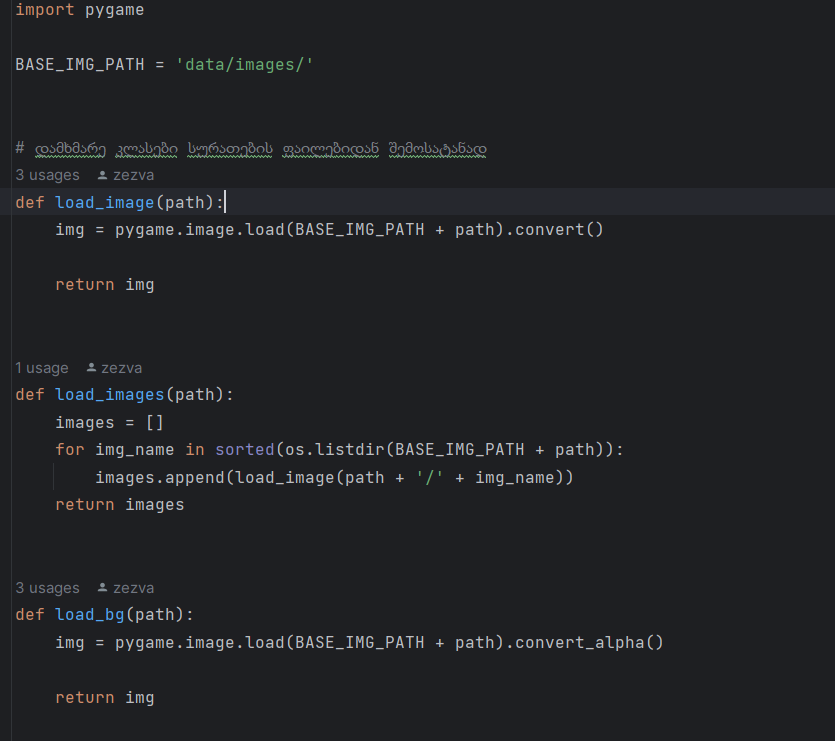 import pygame
BASE_IMG_PATH = 'data/images/'
# დამხმარე კლასები სურათების ფაილებიდან შემოსატანად
3 usages zezva
def load_image(path):
    img = pygame.image.load(BASE_IMG_PATH + path).convert()
    return img
1 usage zezva
def load_images(path):
    images = []
    for img_name in sorted(os.listdir(BASE_IMG_PATH + path)):
        images.append(load_image(path + '/' + img_name))
    return images
3 usages zezva
def load_bg(path):
    img = pygame.image.load(BASE_IMG_PATH + path).convert_alpha()
    return img